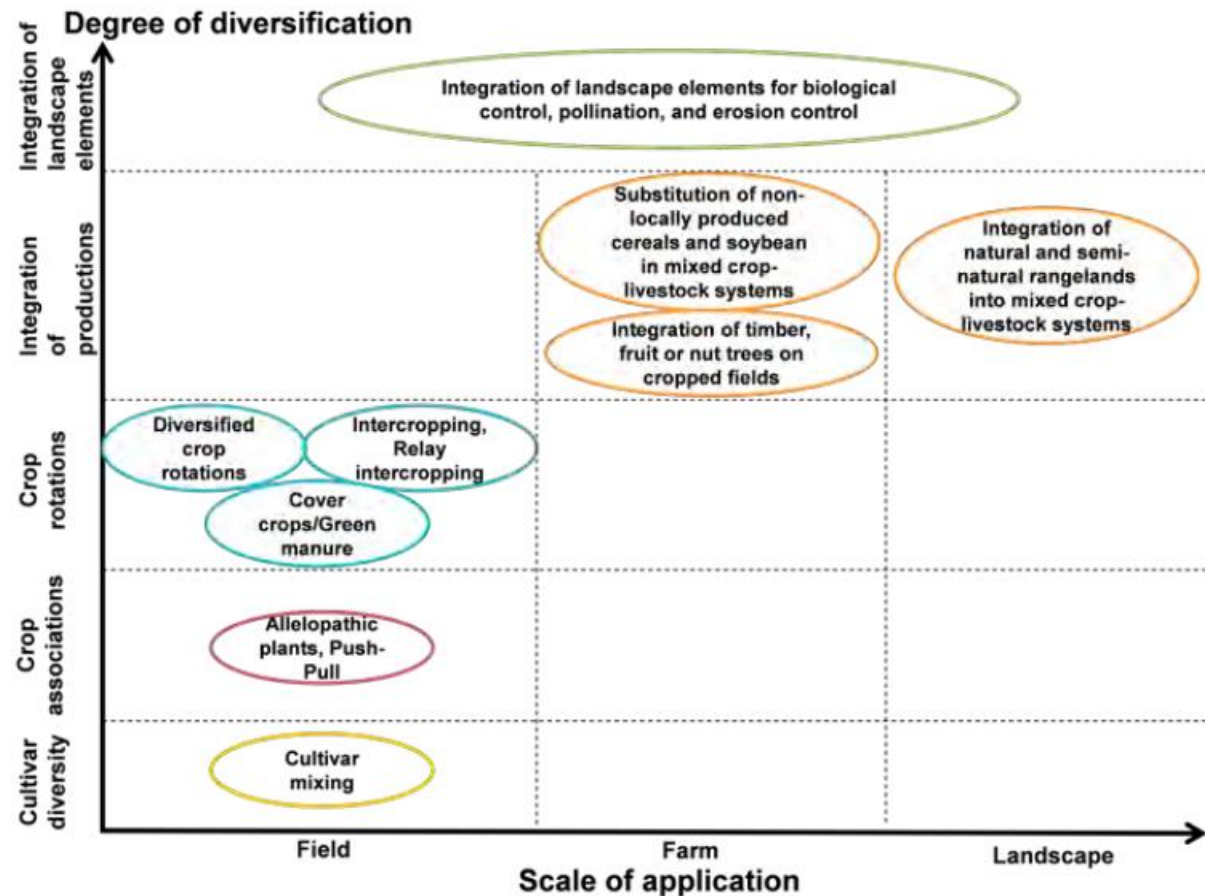 Degree of diversification
Integration of
landscape
elements
Integration of landscape elements for biological
control, pollination, and erosion control
Integration
of
productions
Substitution of non-
locally produced
cereals and soybean
in mixed crop-
livestock systems
Integration of timber,
fruit or nut trees on
cropped fields
Integration of
natural and semi-
natural rangelands
into mixed crop-
livestock systems
Crop
rotations
Diversified
crop
rotations
Intercropping,
Relay
intercropping
Cover
crops/Green
manure
Crop
associations
Allelopathic
plants, Push-
Pull
Cultivar
diversity
Cultivar
mixing
Field
Farm
Landscape
Scale of application